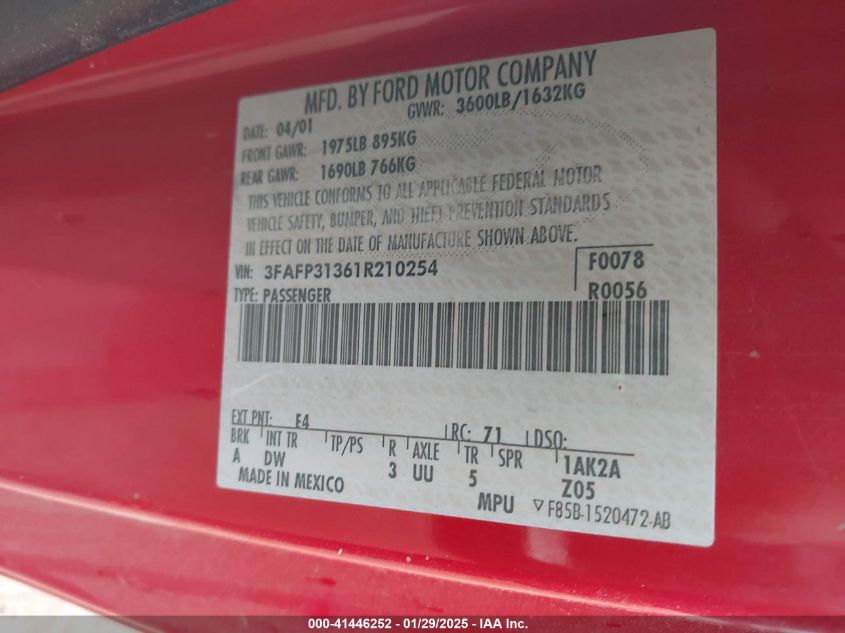 MFD. BY FORD MOTOR COMPANY
DATE: 04/01 GVWR: 3600LB/1632KG
FRONT GAWR: 1975LB 895KG
REAR GAWR: 1690LB 766KG
THIS VEHICLE CONFORMS TO ALL APPLICABLE FEDERAL MOTOR
VEHICLE SAFETY, BUMPER, AND THEFT PREVENTION STANDARDS
IN EFFECT ON THE DATE OF MANUFACTURE SHOWN ABOVE.
VIN: 3FAFP31361R210254 F0078
TYPE: PASSENGER R0056
EXT PNT: E4 RC: 71 DSO:
BRK INT TR TP/PS R AXLE TR SPR 1AK2A
A DW 3 UU 5 Z05
MADE IN MEXICO MPU ▽ F85B-1520472-AB
000-41446252 - 01/29/2025 - IAA Inc.